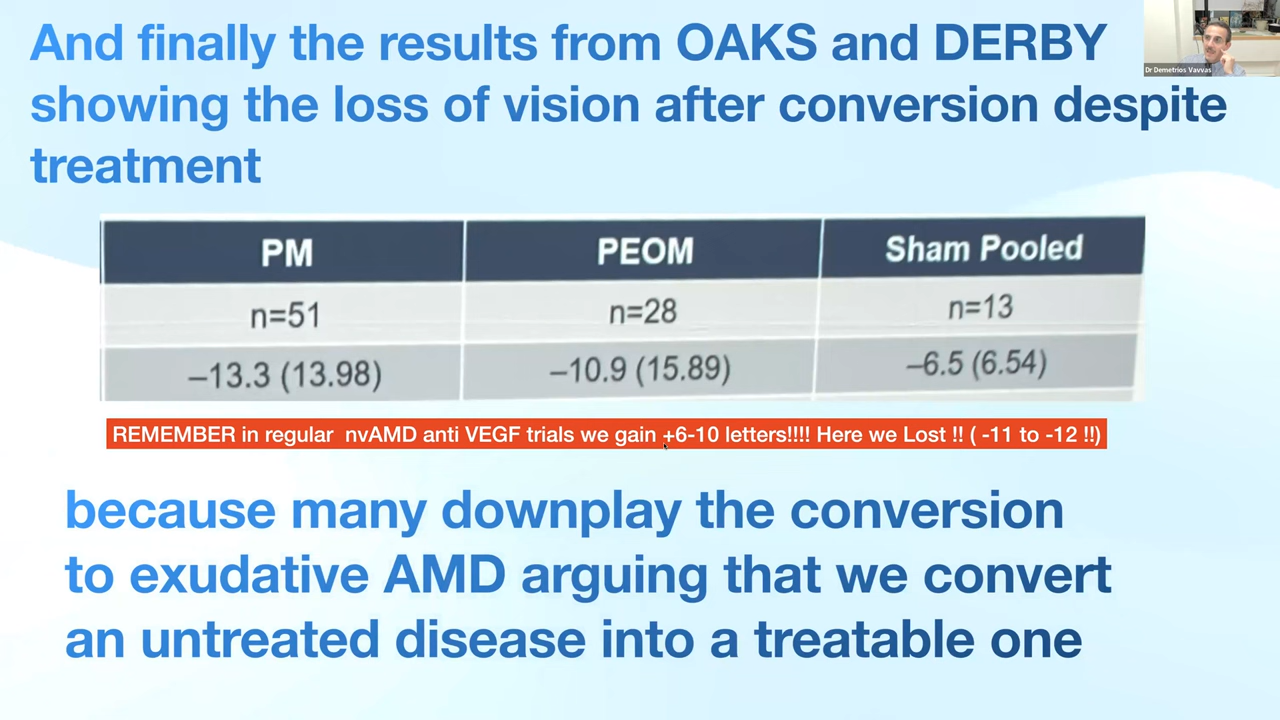 And finally the results from OAKS and DERBY
showing the loss of vision after conversion despite
treatment
Dr Demetrios Vavvas
PM PEOM Sham Pooled
n=51 n=28 n=13
–13.3 (13.98) –10.9 (15.89) –6.5 (6.54)
REMEMBER in regular nvAMD anti VEGF trials we gain +6-10 letters!!!! Here we Lost !! ( -11 to -12 !!)
because many downplay the conversion
to exudative AMD arguing that we convert
an untreated disease into a treatable one